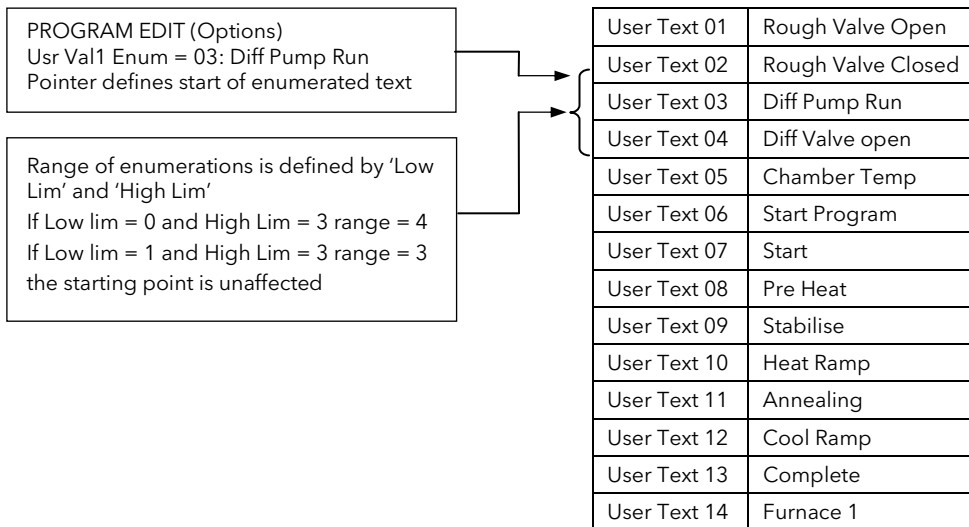 PROGRAM EDIT (Options)
Usr Val1 Enum = 03: Diff Pump Run
Pointer defines start of enumerated text
Range of enumerations is defined by ‘Low
Lim’ and ‘High Lim’
If Low lim = 0 and High Lim = 3 range = 4
If Low lim = 1 and High Lim = 3 range = 3
the starting point is unaffected
User Text 01 Rough Valve Open
User Text 02 Rough Valve Closed
User Text 03 Diff Pump Run
User Text 04 Diff Valve open
User Text 05 Chamber Temp
User Text 06 Start Program
User Text 07 Start
User Text 08 Pre Heat
User Text 09 Stabilise
User Text 10 Heat Ramp
User Text 11 Annealing
User Text 12 Cool Ramp
User Text 13 Complete
User Text 14 Furnace 1